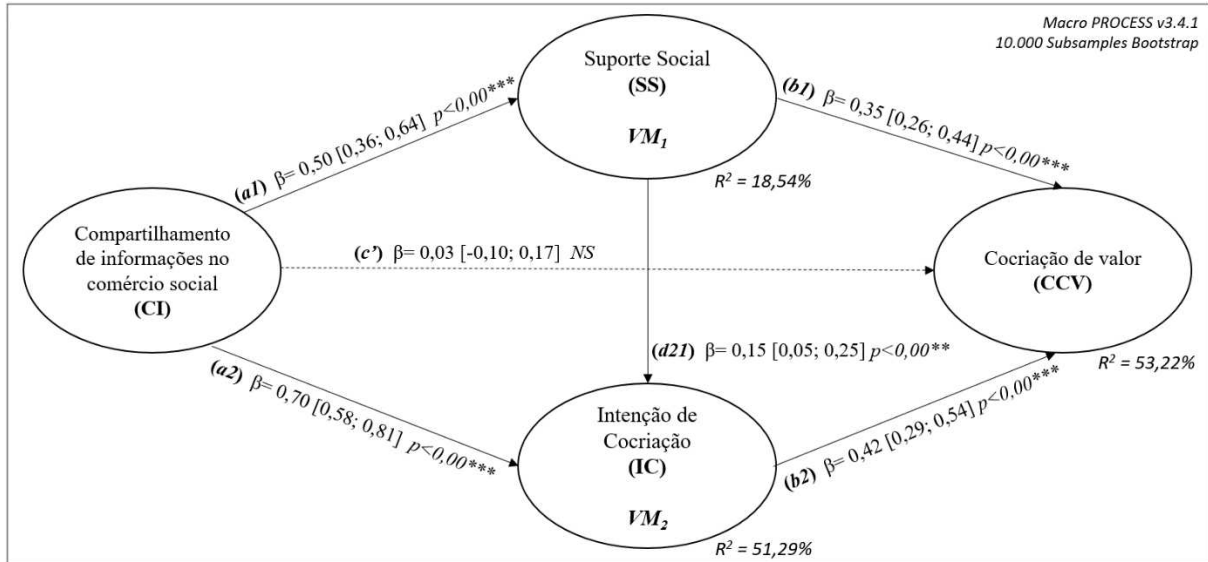 Macro PROCESS v3.4.1
10.000 Subsamples Bootstrap
Suporte Social
(SS)
VM₁
R² = 18,54%
(a1) β= 0,50 [0,36; 0,64] p<0,00***
(b1) β= 0,35 [0,26; 0,44] p<0,00***
Compartilhamento
de informações no
comércio social
(CI)
(c’) β= 0,03 [-0,10; 0,17] NS
Cocriação de valor
(CCV)
R² = 53,22%
(d21) β= 0,15 [0,05; 0,25] p<0,00**
(a2) β= 0,70 [0,58; 0,81] p<0,00***
(b2) β= 0,42 [0,29; 0,54] p<0,00***
Intenção de
Cocriação
(IC)
VM₂
R² = 51,29%